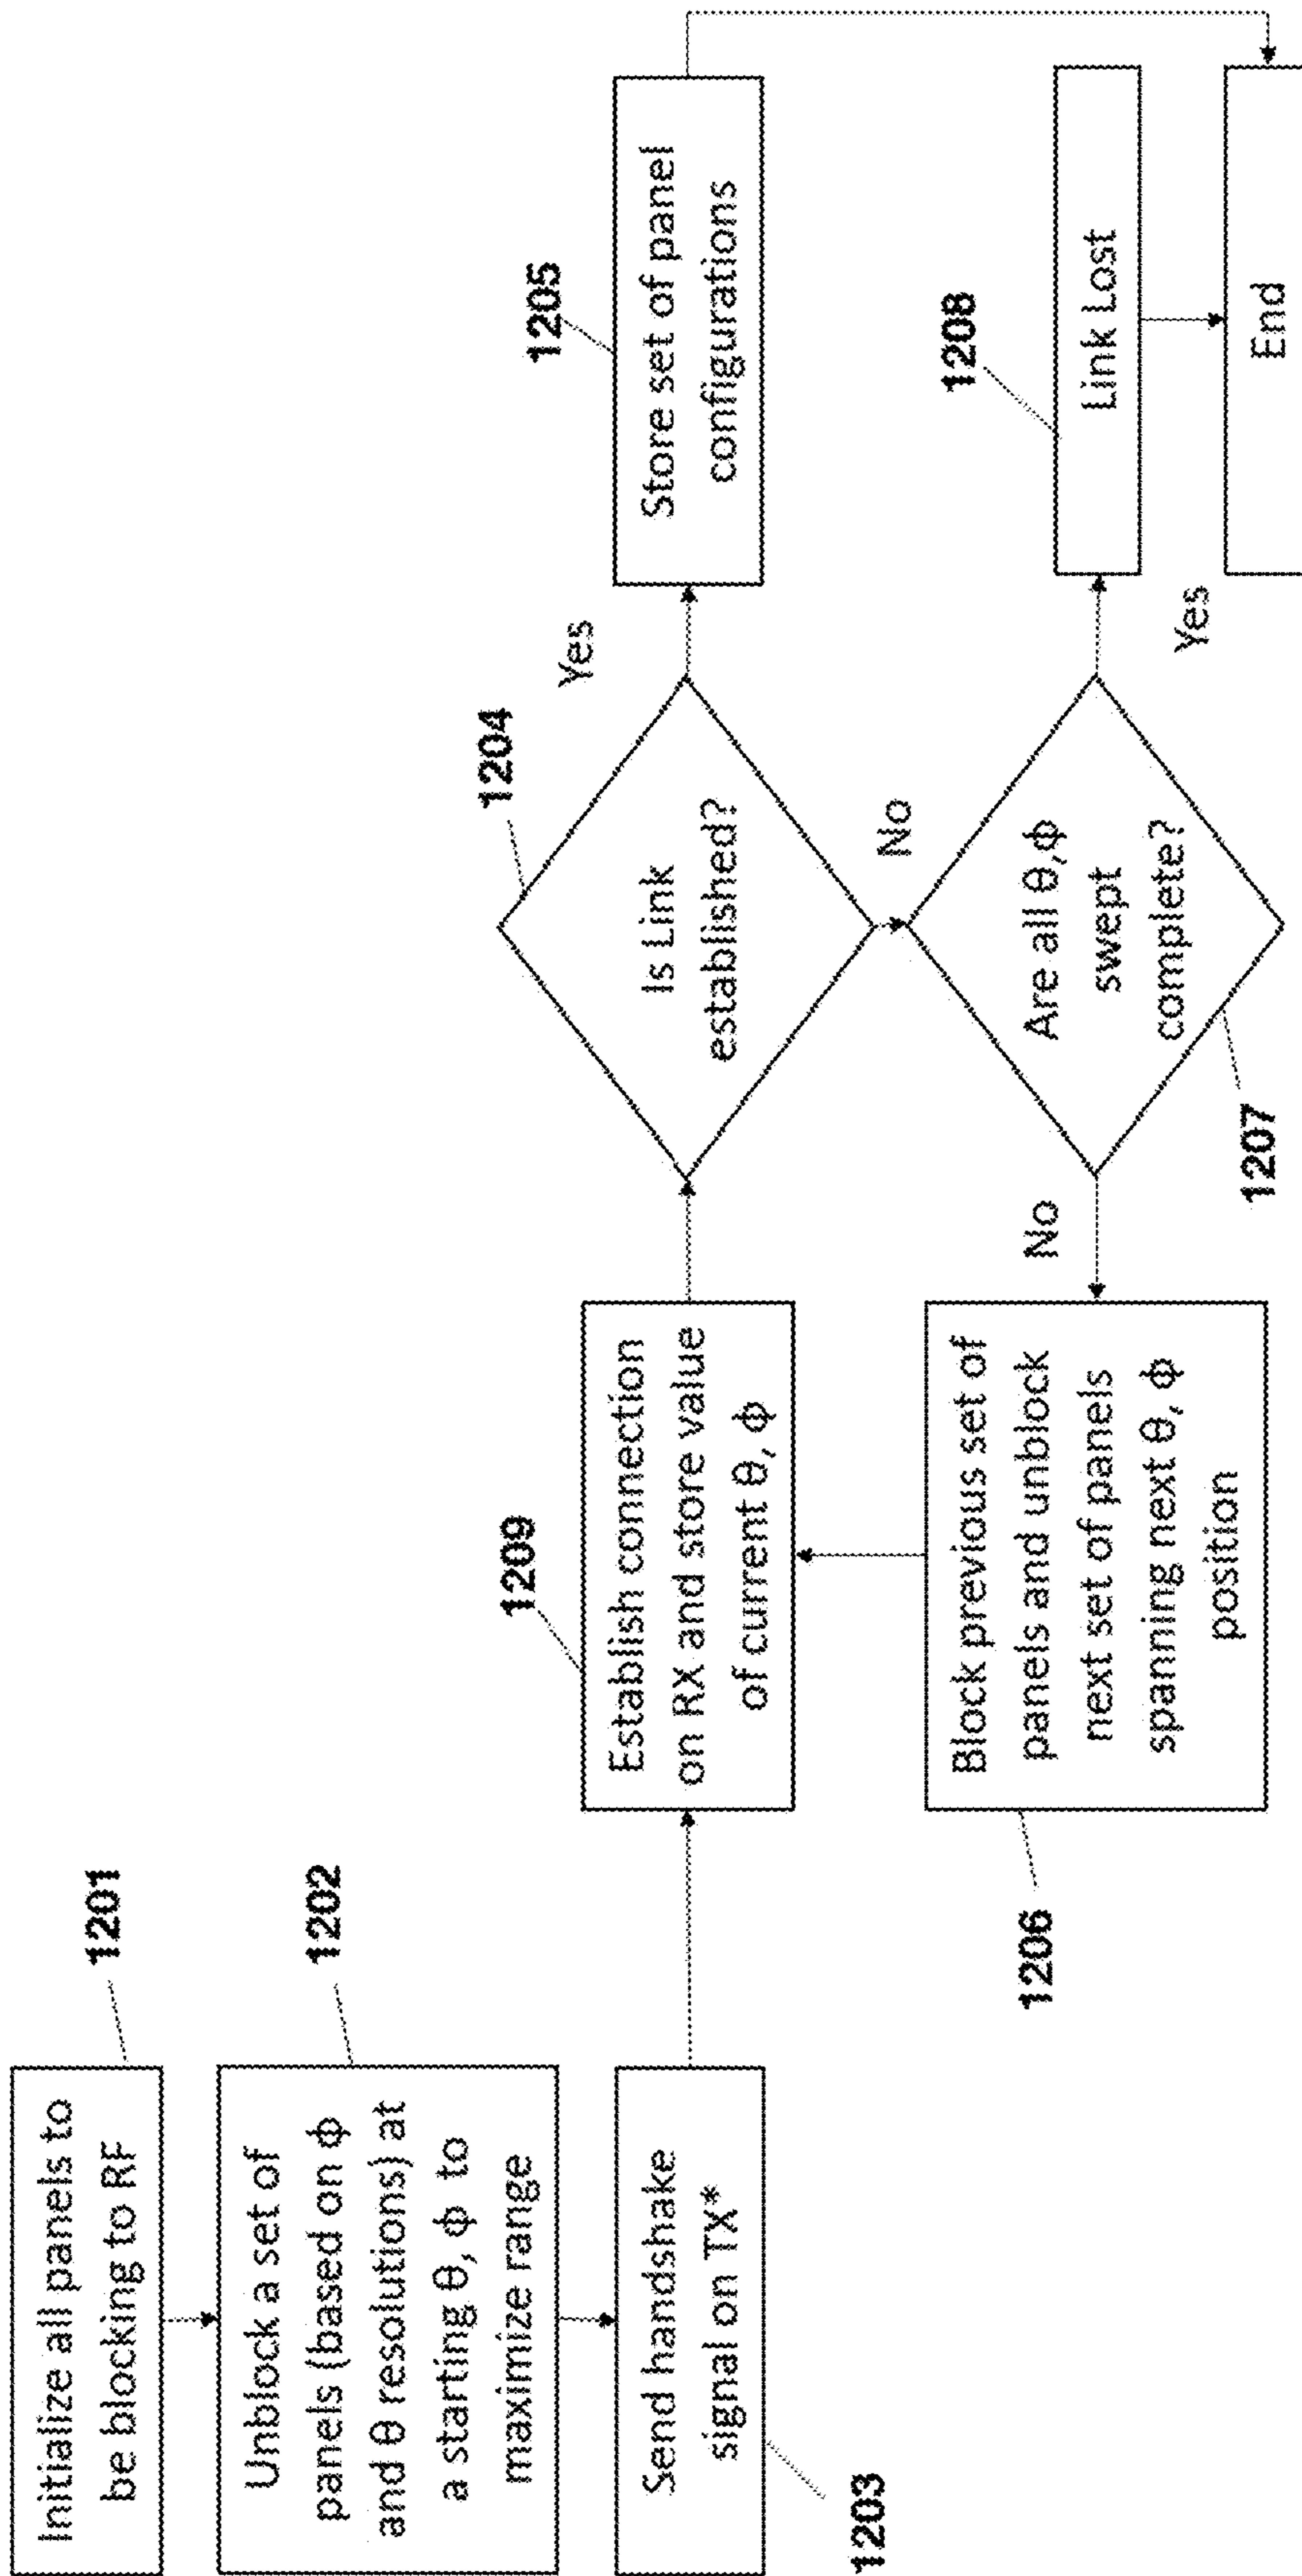 Initialize all panels to
be blocking to RF
1201
Unblock a set of
panels (based on ϕ
and θ resolutions) at
a starting θ, ϕ to
maximize range
1202
Send handshake
signal on TX*
1203
Establish connection
on RX and store value
of current θ, ϕ
1209
Is Link
established?
1204
Yes
Store set of panel
configurations
1205
No
Are all θ,ϕ
swept
complete?
1207
No
Block previous set of
panels and unblock
next set of panels
spanning next θ, ϕ
position
1206
Yes
Link Lost
1208
End